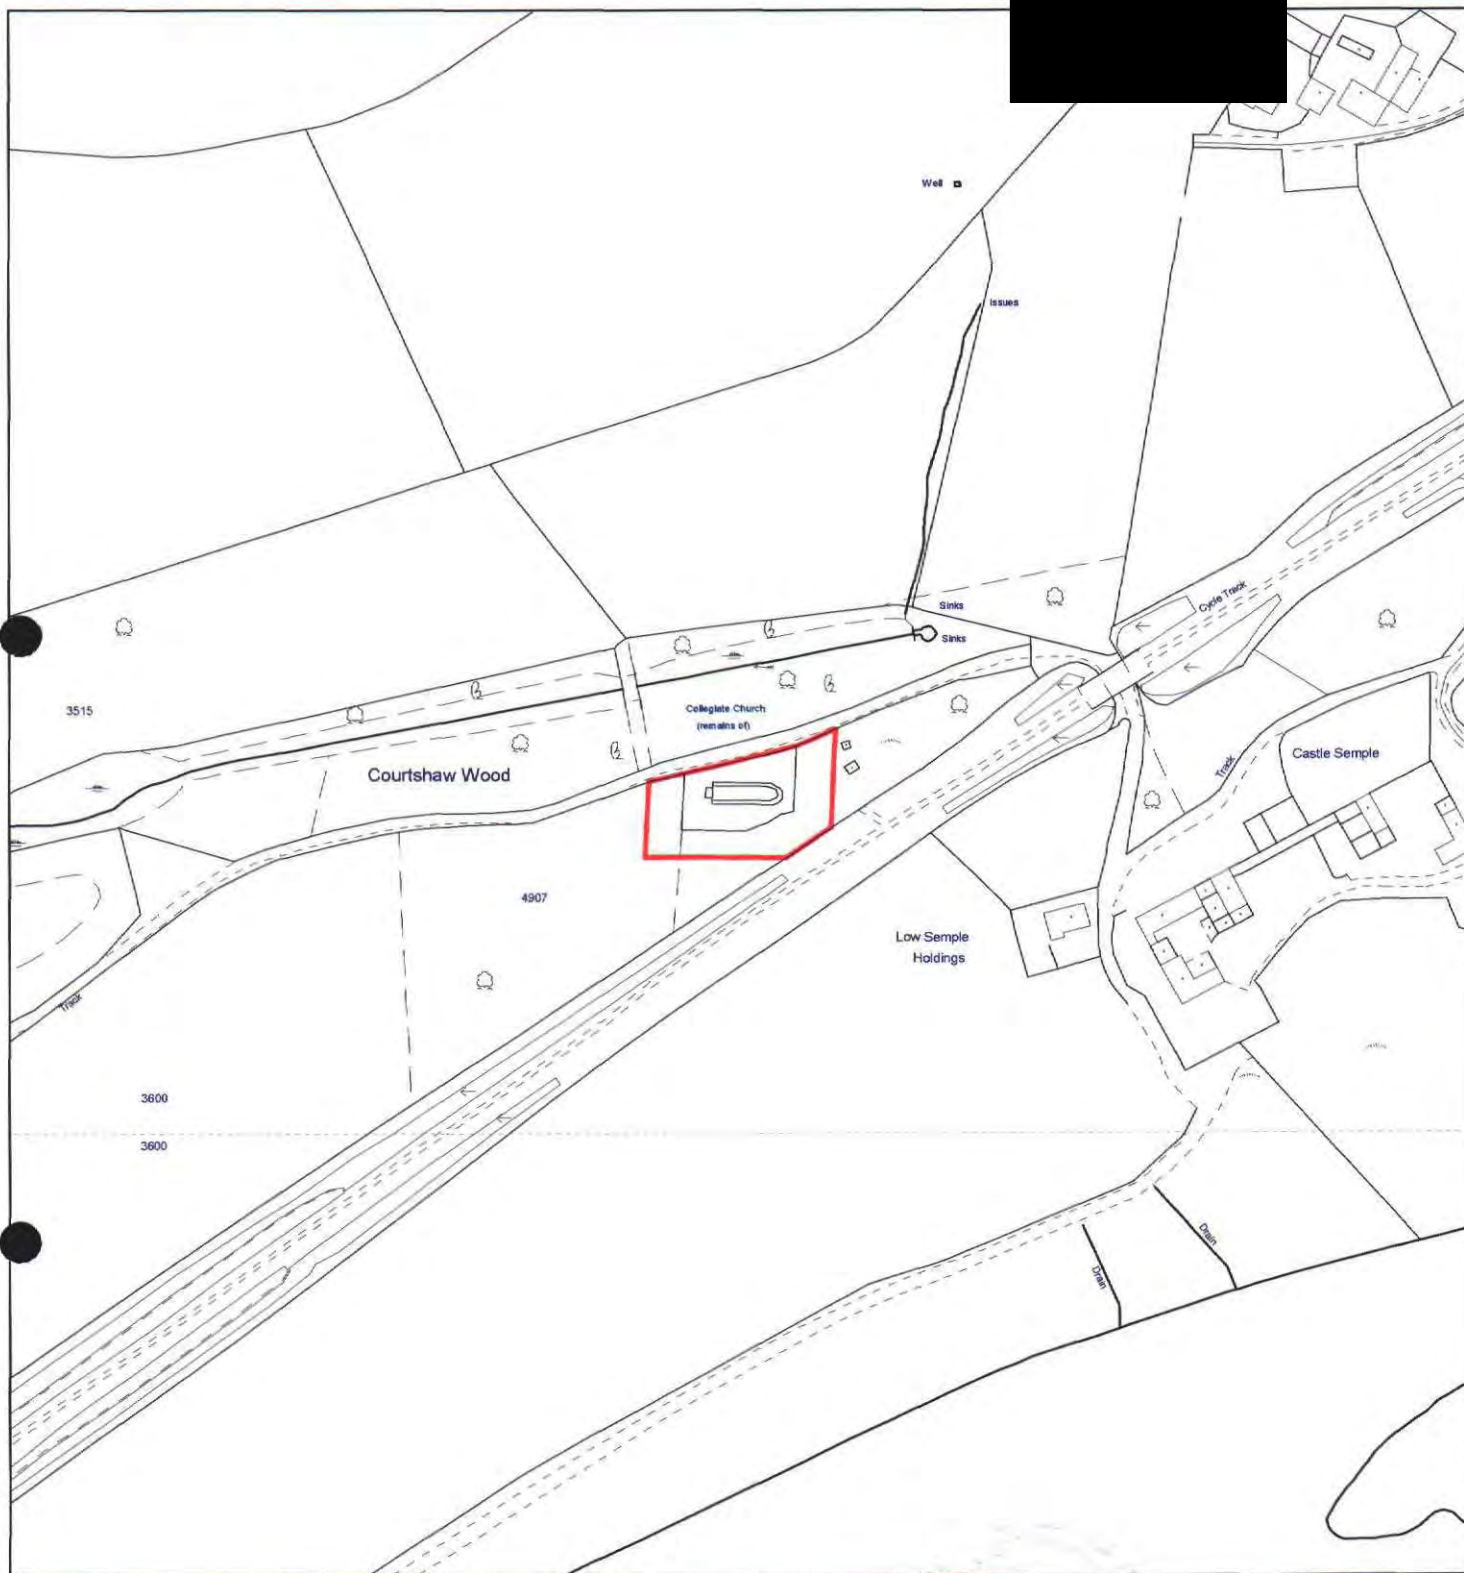 Well
Issues
Cycle Track
Sinks
Sinks
3515
Collegiate Church
(remains of)
Courtshaw Wood
Track
Castle Semple
4907
Low Semple
Holdings
Track
3600
3600
Drain
Drain